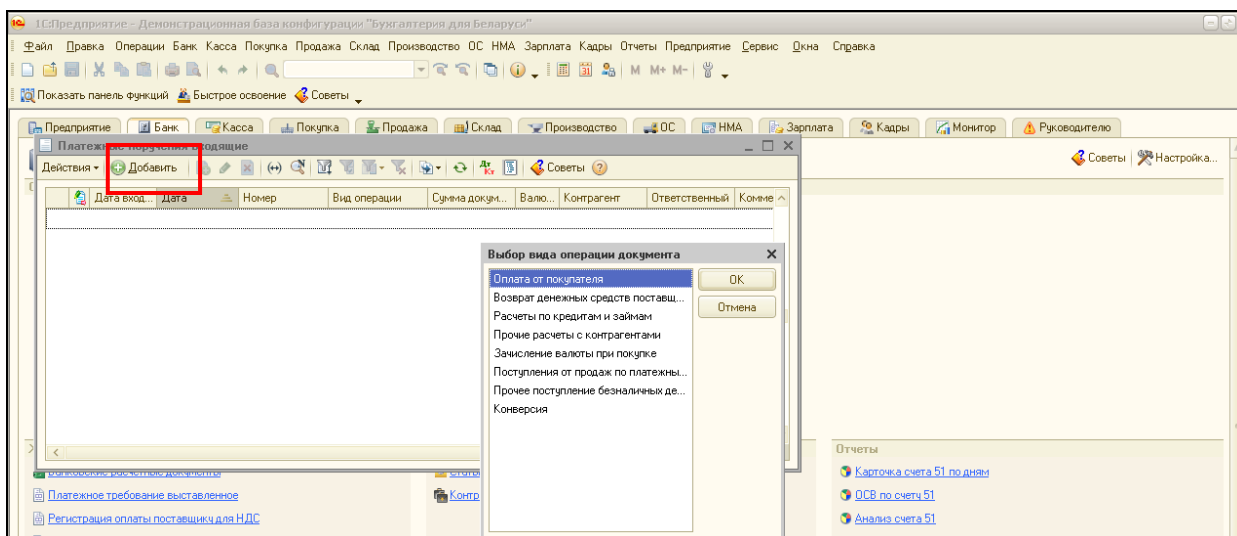 1С:Предприятие - Демонстрационная база конфигурации "Бухгалтерия для Беларуси"
Файл Правка Операции Банк Касса Покупка Продажа Склад Производство ОС НМА Зарплата Кадры Отчеты Предприятие Сервис Окна Справка
M M+ M-
Показать панель функций Быстрое освоение Советы
Предприятие Банк Касса Покупка Продажа Склад Производство ОС НМА Зарплата Кадры Монитор Руководителю
Платежные поручения входящие
Советы Настройка...
Действия Добавить Советы
Дата вход... Дата Номер Вид операции Сумма докум... Валю... Контрагент Ответственный Комме
Выбор вида операции документа
Оплата от покупателя
OK
Возврат денежных средств поставщ...
Отмена
Расчеты по кредитам и займам
Прочие расчеты с контрагентами
Зачисление валюты при покупке
Поступления от продаж по платежны...
Прочее поступление безналичных де...
Конверсия
Отчеты
Банковские расчетные документы
Карточка счета 51 по дням
Платежное требование выставленное
Контр
ОСВ по счету 51
Регистрация оплаты поставщику для НДС
Анализ счета 51